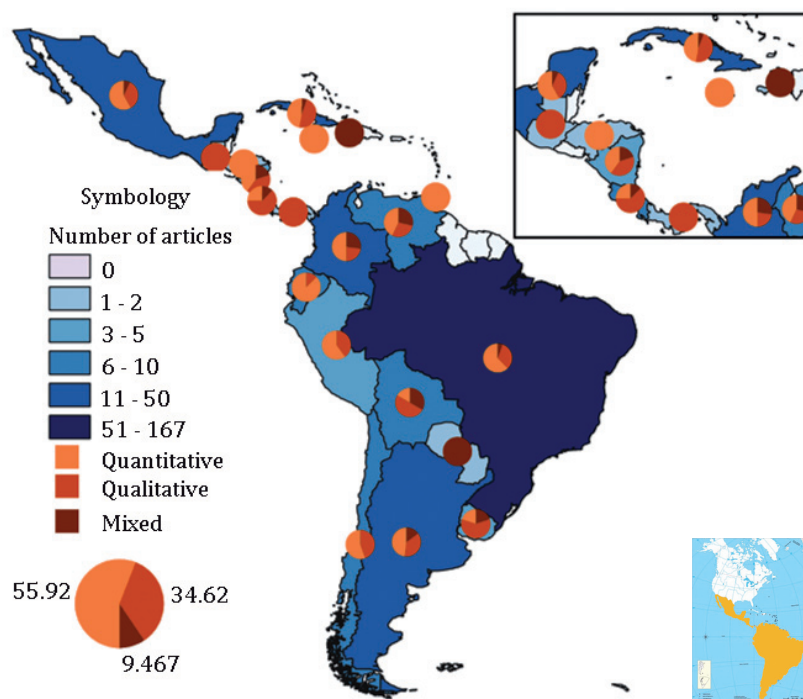 Symbology
Number of articles
0
1 - 2
3 - 5
6 - 10
11 - 50
51 - 167
Quantitative
Qualitative
Mixed
55.92
34.62
9.467